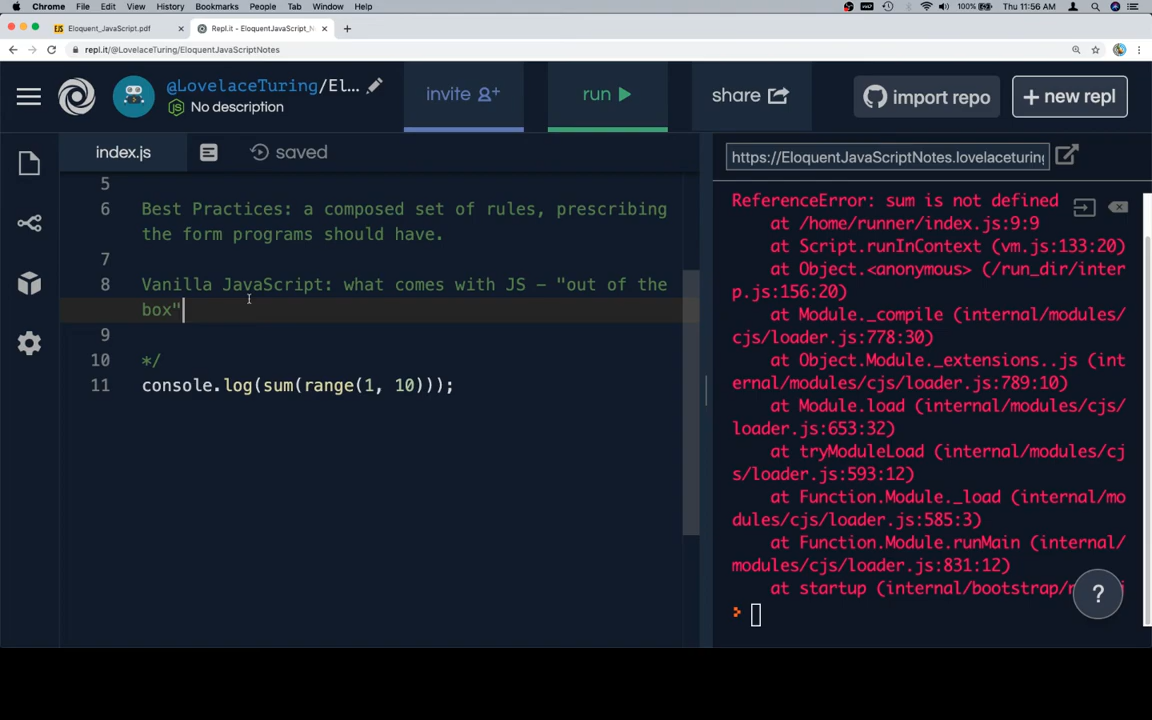 Chrome File Edit View History Bookmarks People Tab Window Help 100% Thu 11:56 AM
Eloquent_JavaScript.pdf × Repl.it - EloquentJavaScript_N × +
repl.it/@LovelaceTuring/EloquentJavaScriptNotes
@LovelaceTuring/Elo...
No description
invite
run
share
import repo
+ new repl
index.js
saved
5
6 Best Practices: a composed set of rules, prescribing
the form programs should have.
7
8 Vanilla JavaScript: what comes with JS - "out of the
box"
9
10 */
11 console.log(sum(range(1, 10)));
https://EloquentJavaScriptNotes.lovelaceturing
ReferenceError: sum is not defined
at /home/runner/index.js:9:9
at Script.runInContext (vm.js:133:20)
at Object.<anonymous> (/run_dir/inter
p.js:156:20)
at Module._compile (internal/modules/
cjs/loader.js:778:30)
at Object.Module._extensions..js (int
ernal/modules/cjs/loader.js:789:10)
at Module.load (internal/modules/cjs/
loader.js:653:32)
at tryModuleLoad (internal/modules/cj
s/loader.js:593:12)
at Function.Module._load (internal/mo
dules/cjs/loader.js:585:3)
at Function.Module.runMain (internal/
modules/cjs/loader.js:831:12)
at startup (internal/bootstrap/
?